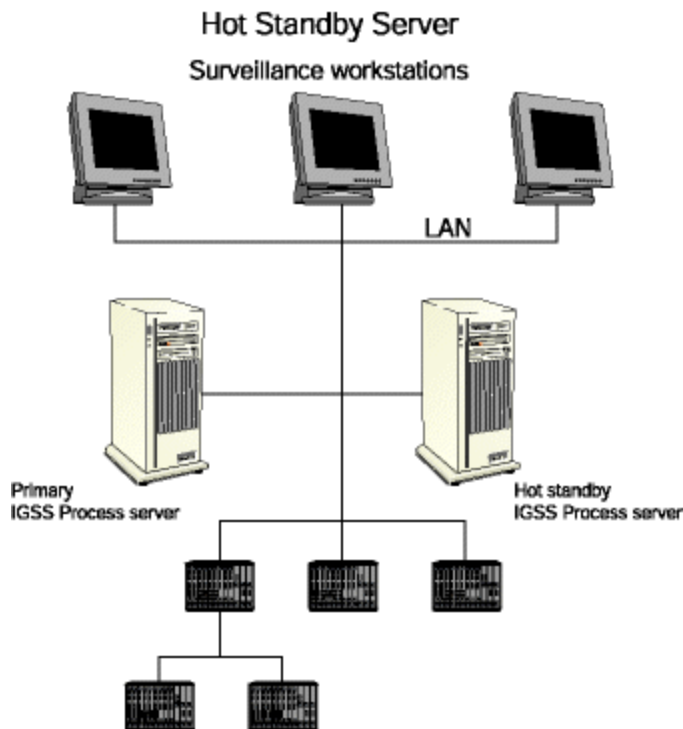 Hot Standby Server
Surveillance workstations
LAN
Primary
IGSS Process server
Hot standby
IGSS Process server